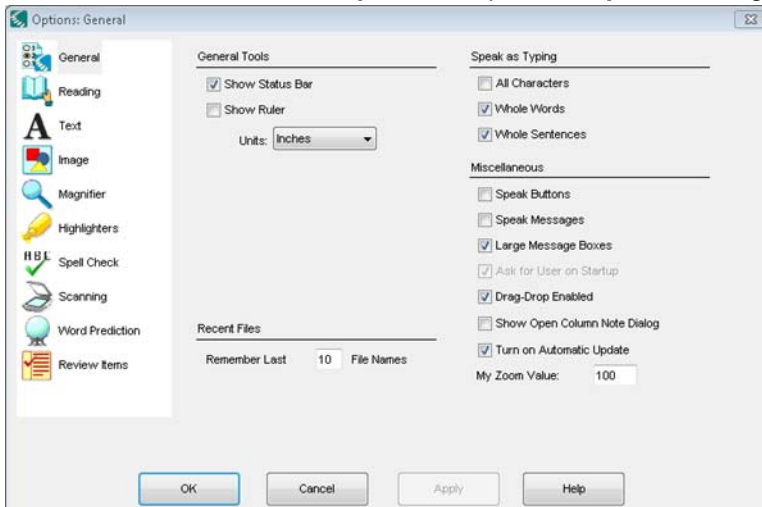 Options: General
General
Reading
Text
Image
Magnifier
Highlighters
Spell Check
Scanning
Word Prediction
Review Items
General Tools
Show Status Bar
Show Ruler
Units: Inches
Recent Files
Remember Last 10 File Names
Speak as Typing
All Characters
Whole Words
Whole Sentences
Miscellaneous
Speak Buttons
Speak Messages
Large Message Boxes
Ask for User on Startup
Drag-Drop Enabled
Show Open Column Note Dialog
Turn on Automatic Update
My Zoom Value: 100
OK Cancel Apply Help